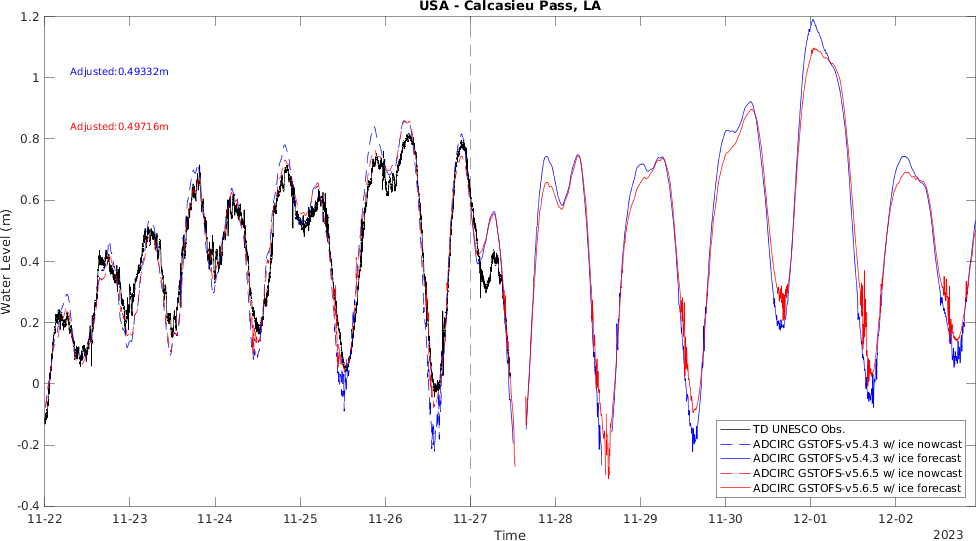 USA - Calcasieu Pass, LA
1.2
1
0.8
0.6
0.4
0.2
0
-0.2
-0.4
Water Level (m)
Adjusted:0.49332m
Adjusted:0.49716m
TD UNESCO Obs.
ADCIRC GSTOFS-v5.4.3 w/ ice nowcast
ADCIRC GSTOFS-v5.4.3 w/ ice forecast
ADCIRC GSTOFS-v5.6.5 w/ ice nowcast
ADCIRC GSTOFS-v5.6.5 w/ ice forecast
11-22 11-23 11-24 11-25 11-26 11-27 11-28 11-29 11-30 12-01 12-02
Time
2023